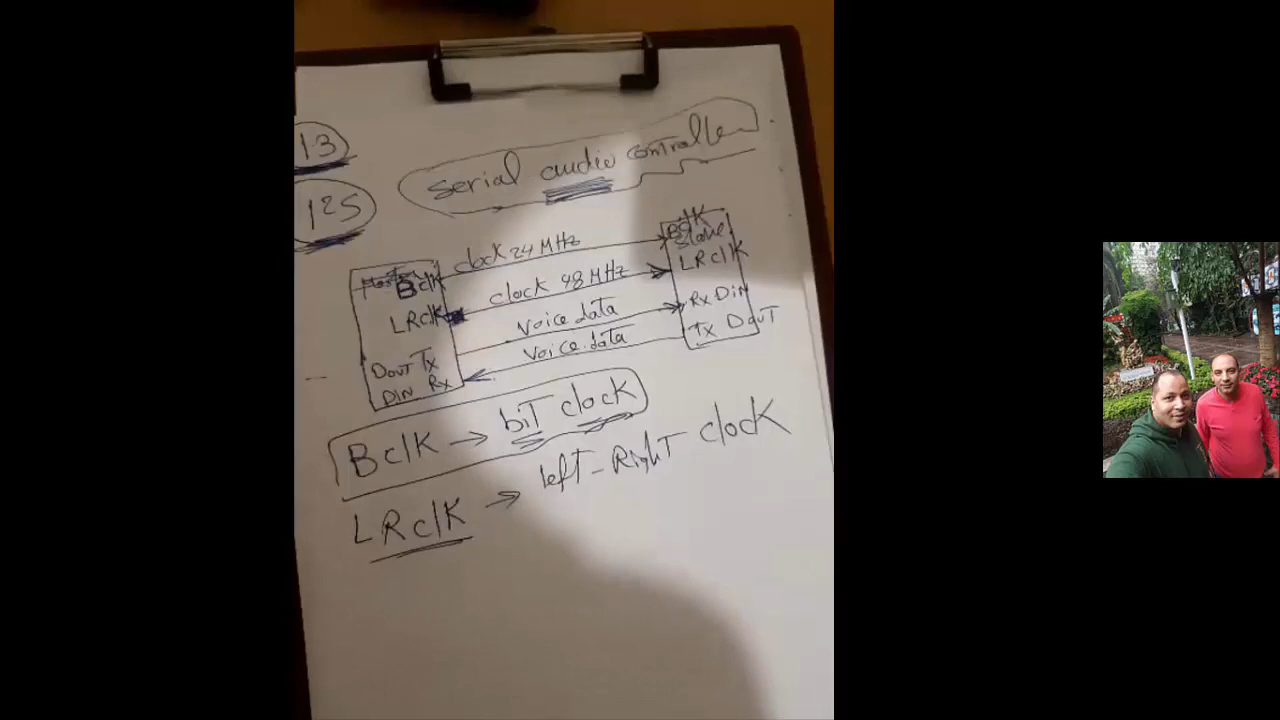 13
serial audio controller
I2S
Bclk clock 24 MHz Bclk
Slave
LRclk clock 48 MHz LRclk
voice data Rx Din
Dout Tx voice data Tx Dout
Din Rx
Bclk → bit clock
LRclk → left-Right clock